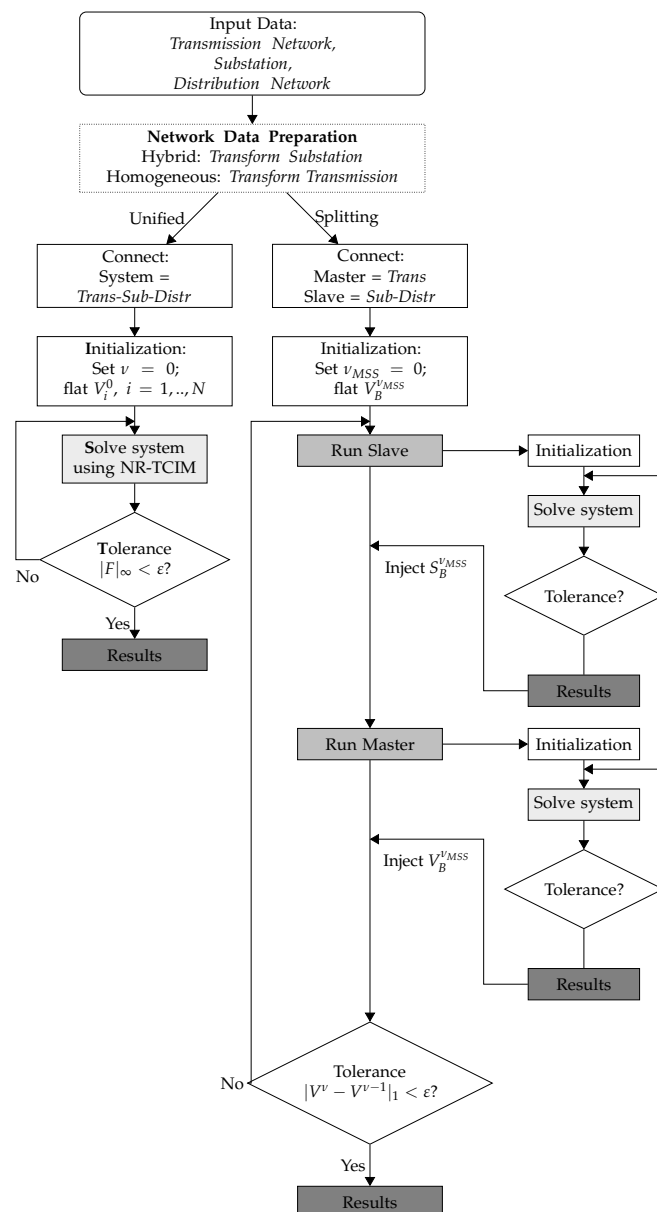 Input Data:
Transmission Network,
Substation,
Distribution Network
Network Data Preparation
Hybrid: Transform Substation
Homogeneous: Transform Transmission
Unified
Splitting
Connect:
System =
Trans-Sub-Distr
Connect:
Master = Trans
Slave = Sub-Distr
Initialization:
Set ν = 0;
flat V_i^0, i = 1,..,N
Initialization:
Set ν_MSS = 0;
flat V_B^{ν_MSS}
Solve system
using NR-TCIM
Tolerance
|F|_∞ < ε?
No
Yes
Results
Run Slave
Initialization
Solve system
Tolerance?
Results
Inject S_B^{ν_MSS}
Run Master
Initialization
Solve system
Tolerance?
Results
Inject V_B^{ν_MSS}
Tolerance
|V^ν − V^{ν−1}|_1 < ε?
No
Yes
Results